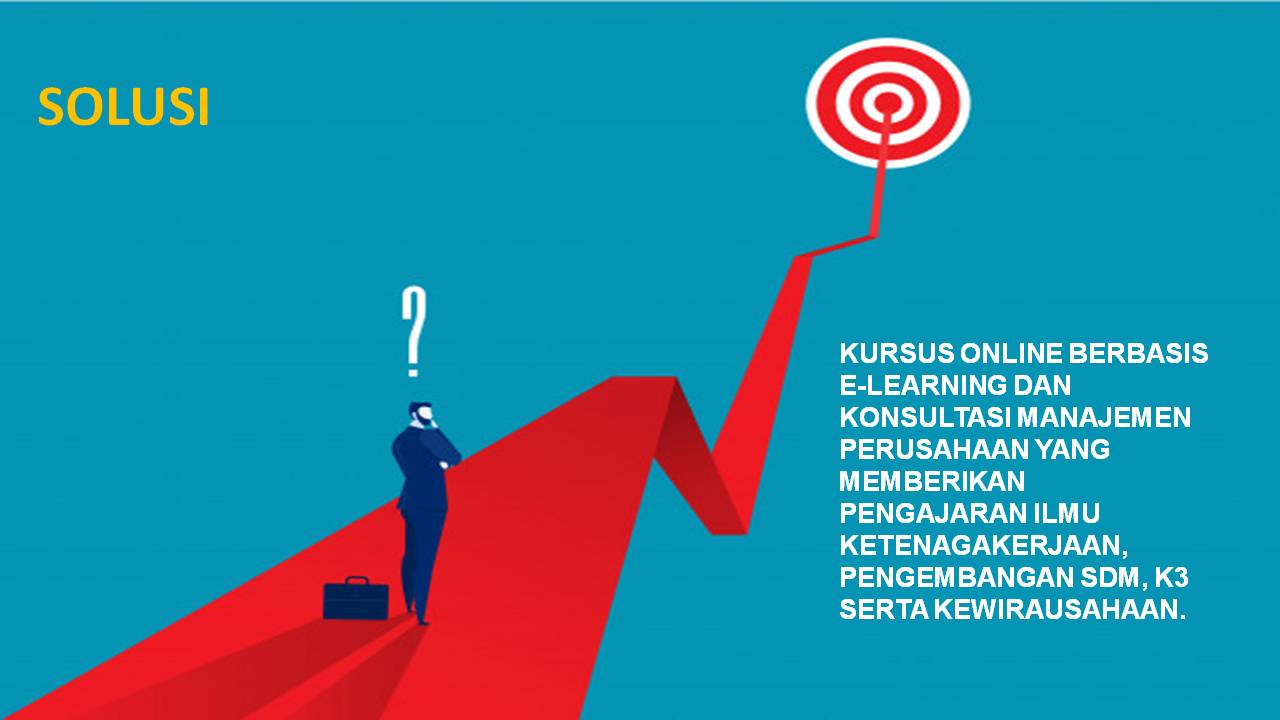 SOLUSI
?
KURSUS ONLINE BERBASIS
E-LEARNING DAN
KONSULTASI MANAJEMEN
PERUSAHAAN YANG
MEMBERIKAN
PENGAJARAN ILMU
KETENAGAKERJAAN,
PENGEMBANGAN SDM, K3
SERTA KEWIRAUSAHAAN.